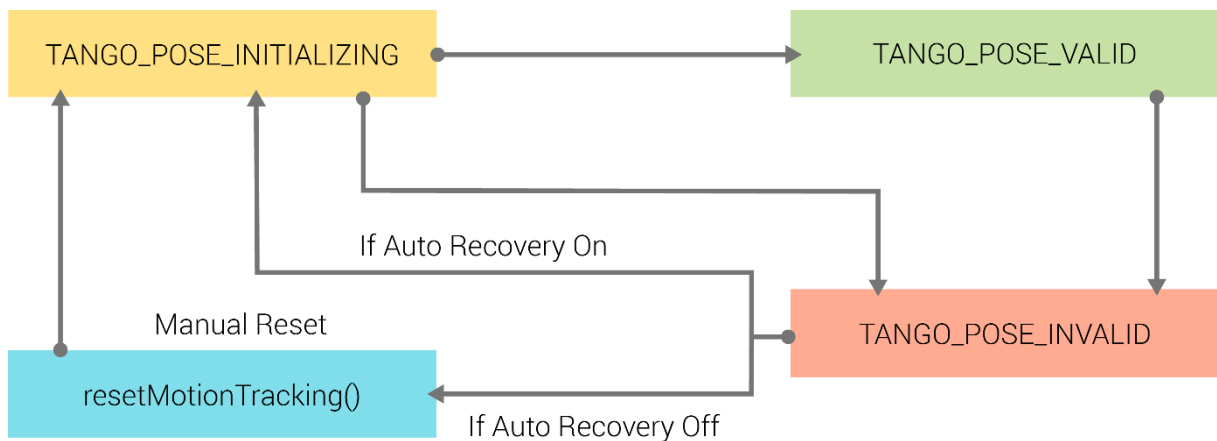 TANGO_POSE_INITIALIZING
TANGO_POSE_VALID
If Auto Recovery On
Manual Reset
TANGO_POSE_INVALID
resetMotionTracking()
If Auto Recovery Off